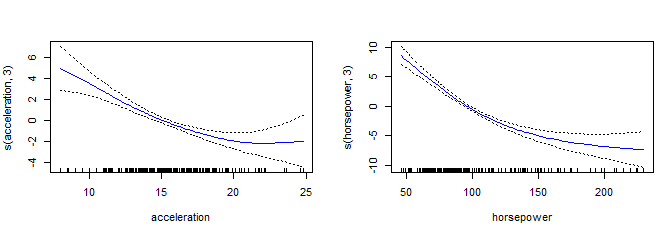 s(acceleration, 3)
6
4
2
0
-2
-4
10 15 20 25
acceleration
s(horsepower, 3)
10
5
0
-5
-10
50 100 150 200
horsepower